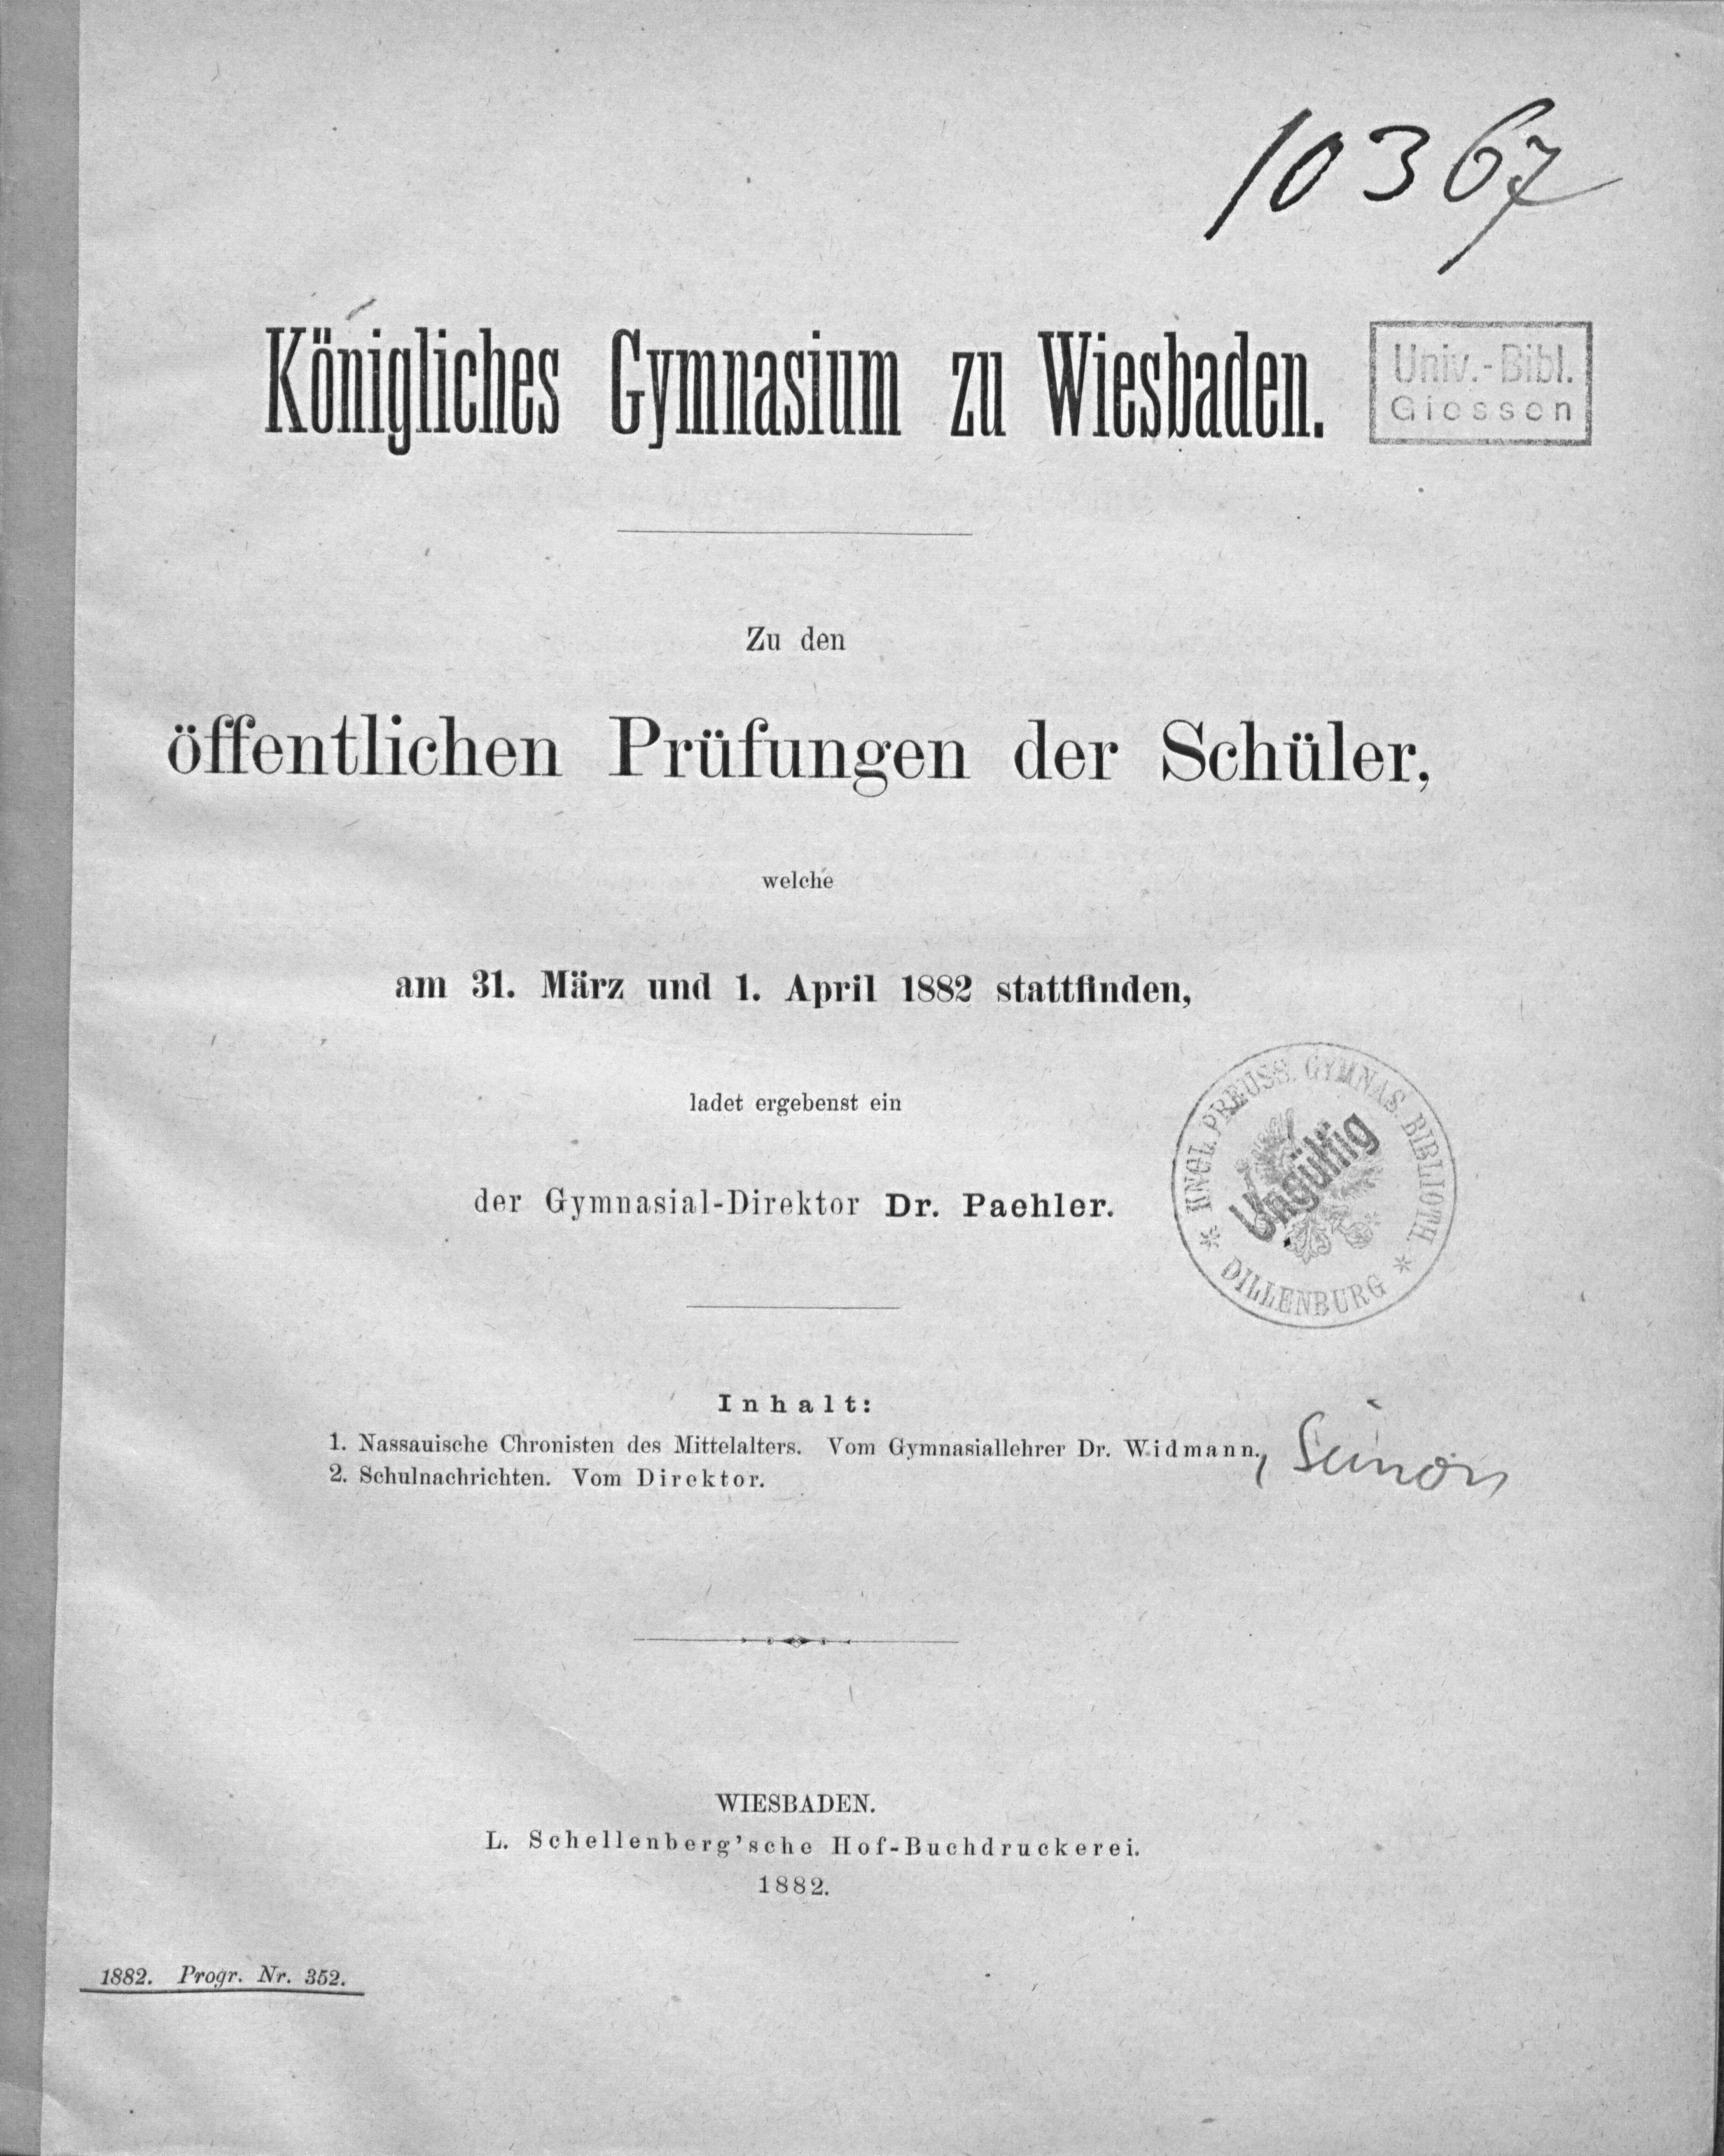 10367
Königliches Gymnasium zu Wiesbaden.
Univ.-Bibl.
Giessen
Zu den
öffentlichen Prüfungen der Schüler,
welche
am 31. März und 1. April 1882 stattfinden,
ladet ergebenst ein
der Gymnasial-Direktor Dr. Paehler.
KNGL. PREUSS. GYMNAS. BIBLIOTH.
Ungültig
* DILLENBURG *
Inhalt:
1. Nassauische Chronisten des Mittelalters. Vom Gymnasiallehrer Dr. Widmann., Simon
2. Schulnachrichten. Vom Direktor.
WIESBADEN.
L. Schellenberg'sche Hof-Buchdruckerei.
1882.
1882. Progr. Nr. 352.